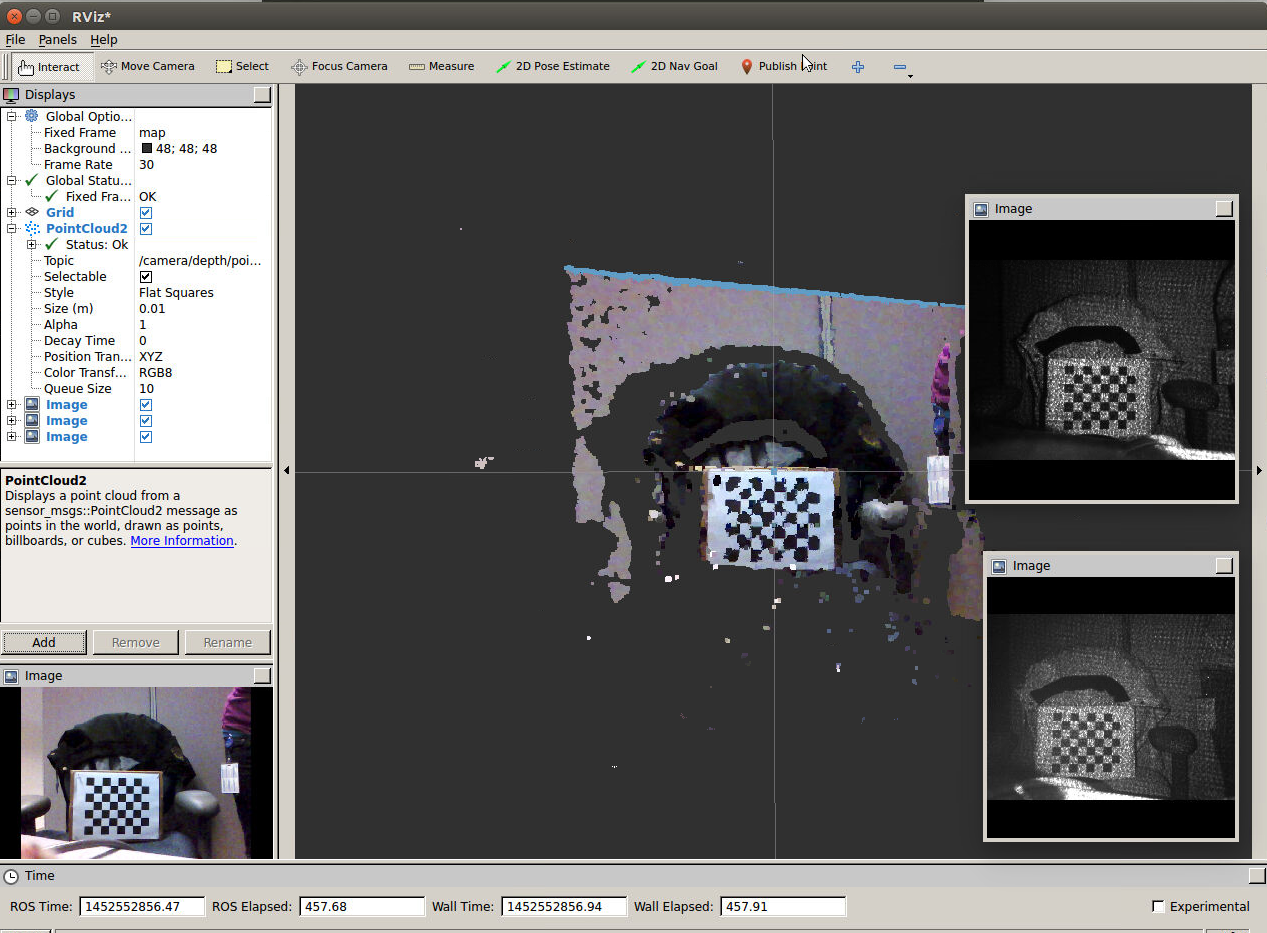 RViz*
File Panels Help
Interact Move Camera Select Focus Camera Measure 2D Pose Estimate 2D Nav Goal Publish
Displays
Global Optio...
Fixed Frame map
Background ... 48; 48; 48
Frame Rate 30
Global Statu...
Fixed Fra... OK
Grid
PointCloud2
Status: Ok
Topic /camera/depth/poi...
Selectable
Style Flat Squares
Size (m) 0.01
Alpha 1
Decay Time 0
Position Tran... XYZ
Color Transf... RGB8
Queue Size 10
Image
Image
Image
PointCloud2
Displays a point cloud from a
sensor_msgs::PointCloud2 message as
points in the world, drawn as points,
billboards, or cubes. More Information.
Add Remove Rename
Image
Image
Image
Time
ROS Time: 1452552856.47 ROS Elapsed: 457.68 Wall Time: 1452552856.94 Wall Elapsed: 457.91 Experimental